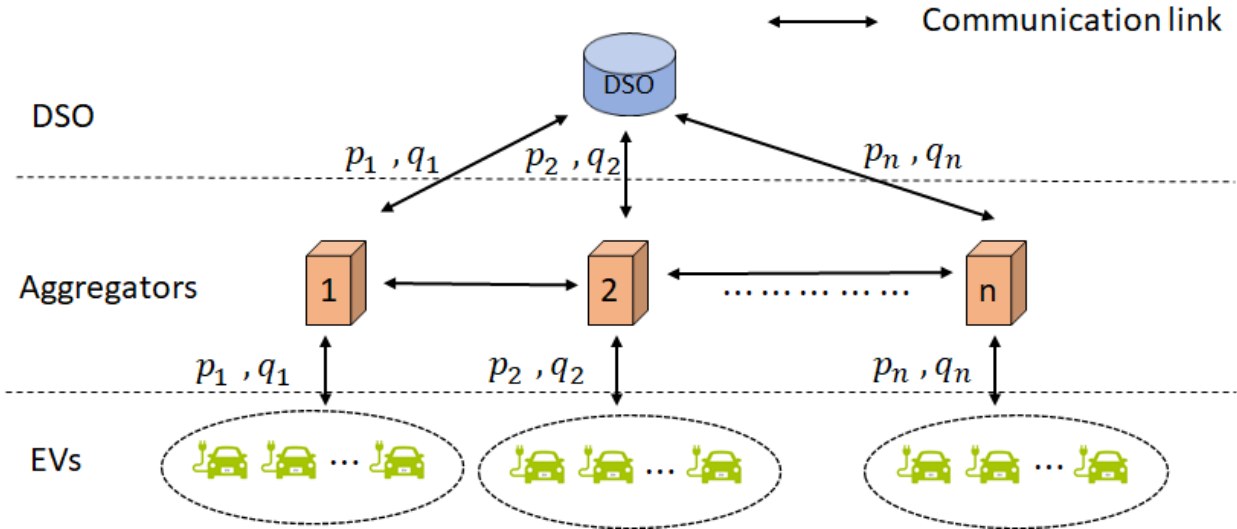 Communication link
DSO
DSO
p₁ , q₁
p₂ , q₂
pₙ , qₙ
Aggregators
1
2
... ... ... ... ...
n
p₁ , q₁
p₂ , q₂
pₙ , qₙ
EVs
...
...
...